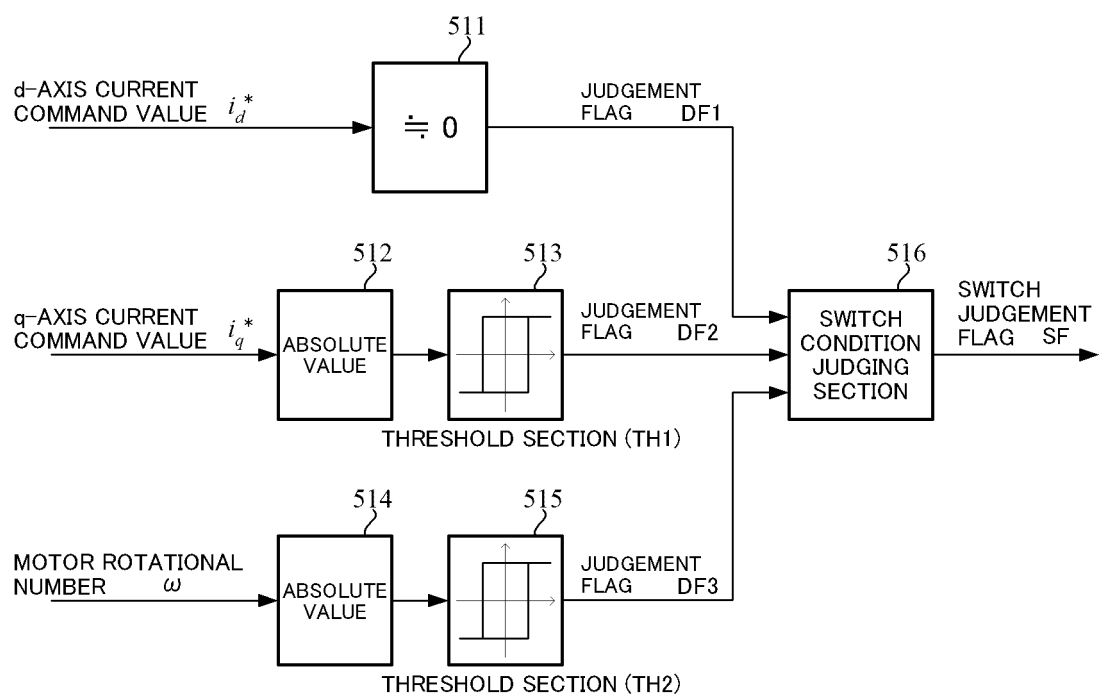 511
d-AXIS CURRENT
COMMAND VALUE i_d^*
≒ 0
JUDGEMENT
FLAG DF1
512
513
516
q-AXIS CURRENT
COMMAND VALUE i_q^*
ABSOLUTE
VALUE
JUDGEMENT
FLAG DF2
SWITCH
CONDITION
JUDGING
SECTION
SWITCH
JUDGEMENT
FLAG SF
THRESHOLD SECTION (TH1)
514
515
MOTOR ROTATIONAL
NUMBER ω
ABSOLUTE
VALUE
JUDGEMENT
FLAG DF3
THRESHOLD SECTION (TH2)